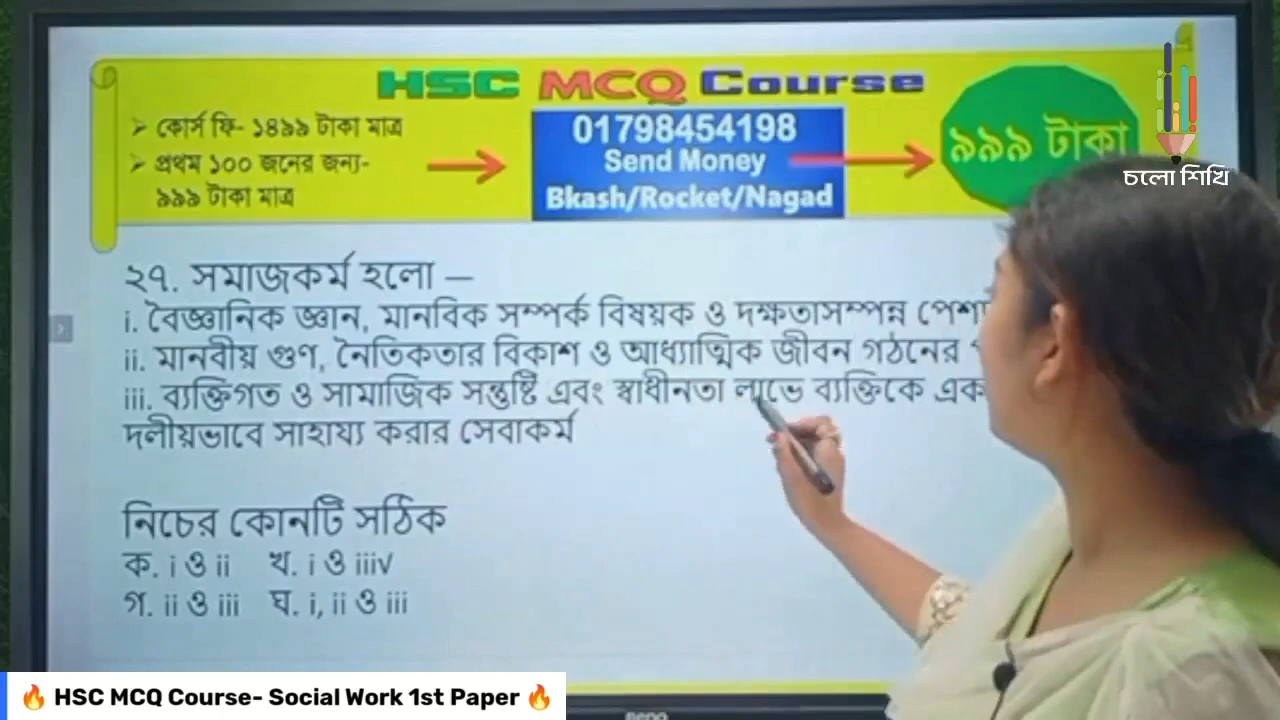 HSC MCQ Course
➢ কোর্স ফি- ১৪৯৯ টাকা মাত্র
➢ প্রথম ১০০ জনের জন্য-
৯৯৯ টাকা মাত্র
01798454198
Send Money
Bkash/Rocket/Nagad
৯৯৯ টাকা
চলো শিখি
২৭. সমাজকর্ম হলো —
i. বৈজ্ঞানিক জ্ঞান, মানবিক সম্পর্ক বিষয়ক ও দক্ষতাসম্পন্ন পেশা
ii. মানবীয় গুণ, নৈতিকতার বিকাশ ও আধ্যাত্মিক জীবন গঠনের
iii. ব্যক্তিগত ও সামাজিক সন্তুষ্টি এবং স্বাধীনতা লাভে ব্যক্তিকে
দলীয়ভাবে সাহায্য করার সেবাকর্ম
নিচের কোনটি সঠিক
ক. i ও ii খ. i ও iiiv
গ. ii ও iii ঘ. i, ii ও iii
🔥 HSC MCQ Course- Social Work 1st Paper 🔥